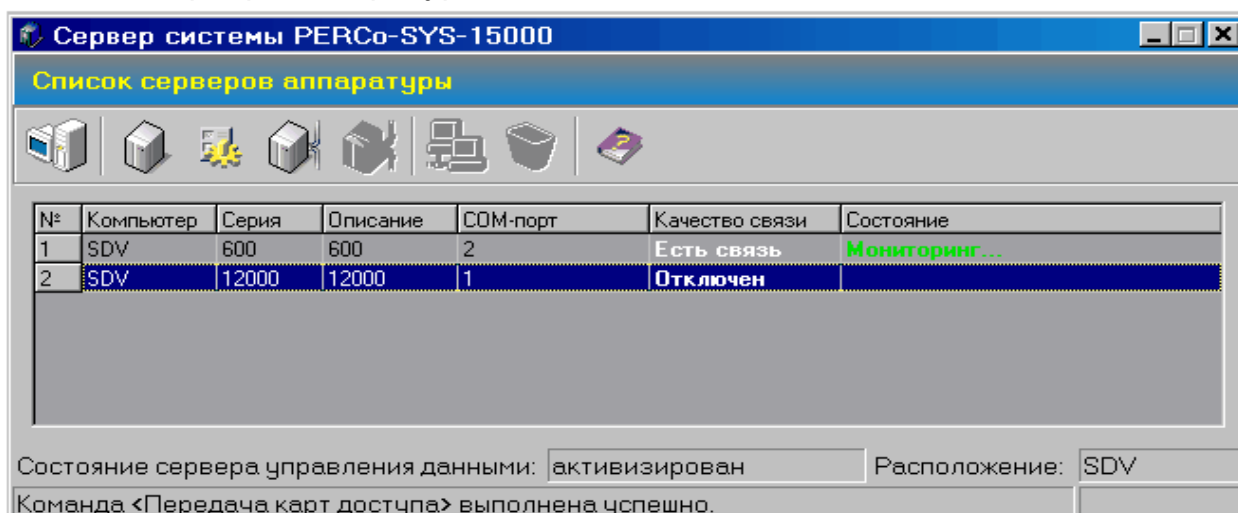 Сервер системы PERCo-SYS-15000
Список серверов аппаратуры
№ Компьютер Серия Описание COM-порт Качество связи Состояние
1 SDV 600 600 2 Есть связь Мониторинг...
2 SDV 12000 12000 1 Отключен
Состояние сервера управления данными: активизирован Расположение: SDV
Команда <Передача карт доступа> выполнена успешно.